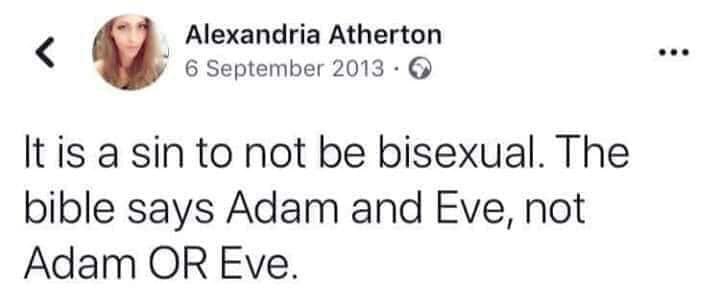 Alexandria Atherton
6 September 2013 ·
It is a sin to not be bisexual. The
bible says Adam and Eve, not
Adam OR Eve.